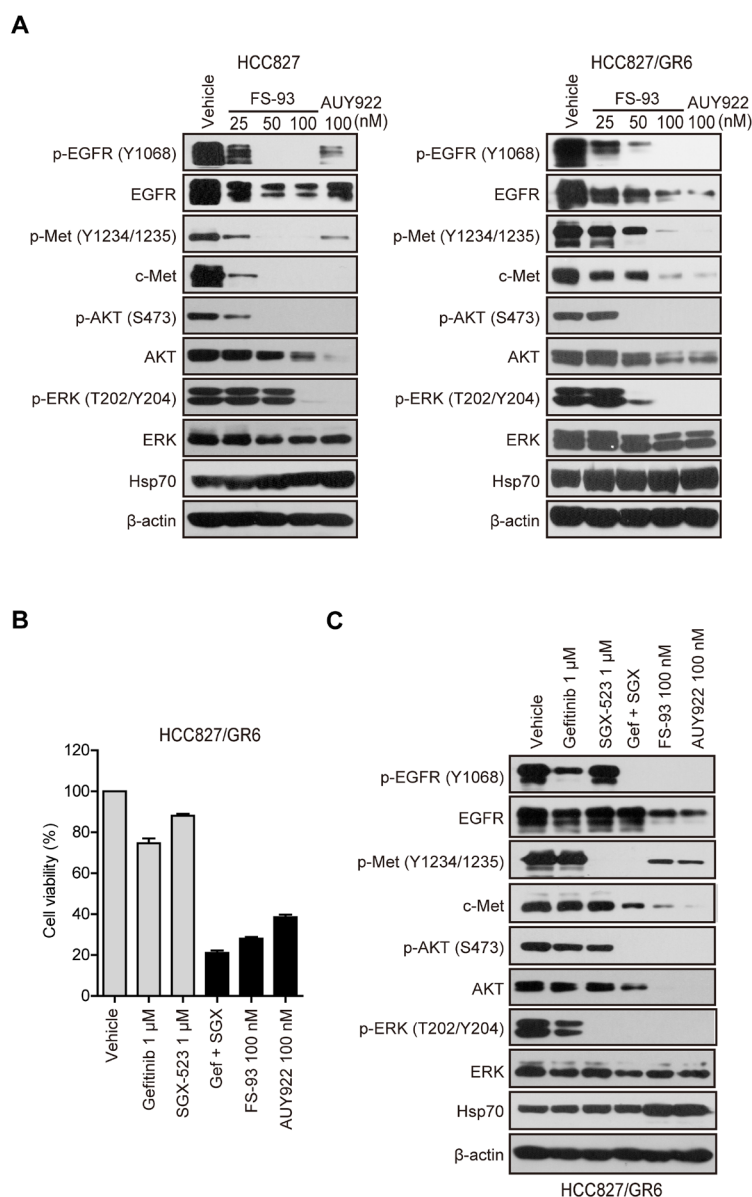 A
HCC827
Vehicle
FS-93
AUY922
25 50 100 100 (nM)
p-EGFR (Y1068)
EGFR
p-Met (Y1234/1235)
c-Met
p-AKT (S473)
AKT
p-ERK (T202/Y204)
ERK
Hsp70
β-actin
HCC827/GR6
Vehicle
FS-93
AUY922
25 50 100 100 (nM)
p-EGFR (Y1068)
EGFR
p-Met (Y1234/1235)
c-Met
p-AKT (S473)
AKT
p-ERK (T202/Y204)
ERK
Hsp70
β-actin
B
HCC827/GR6
Cell viability (%)
120
100
80
60
40
20
0
Vehicle
Gefitinib 1 μM
SGX-523 1 μM
Gef + SGX
FS-93 100 nM
AUY922 100 nM
C
Vehicle
Gefitinib 1 μM
SGX-523 1 μM
Gef + SGX
FS-93 100 nM
AUY922 100 nM
p-EGFR (Y1068)
EGFR
p-Met (Y1234/1235)
c-Met
p-AKT (S473)
AKT
p-ERK (T202/Y204)
ERK
Hsp70
β-actin
HCC827/GR6